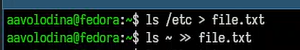 aavolodina@fedora:~$ ls /etc > file.txt
aavolodina@fedora:~$ ls ~ >> file.txt